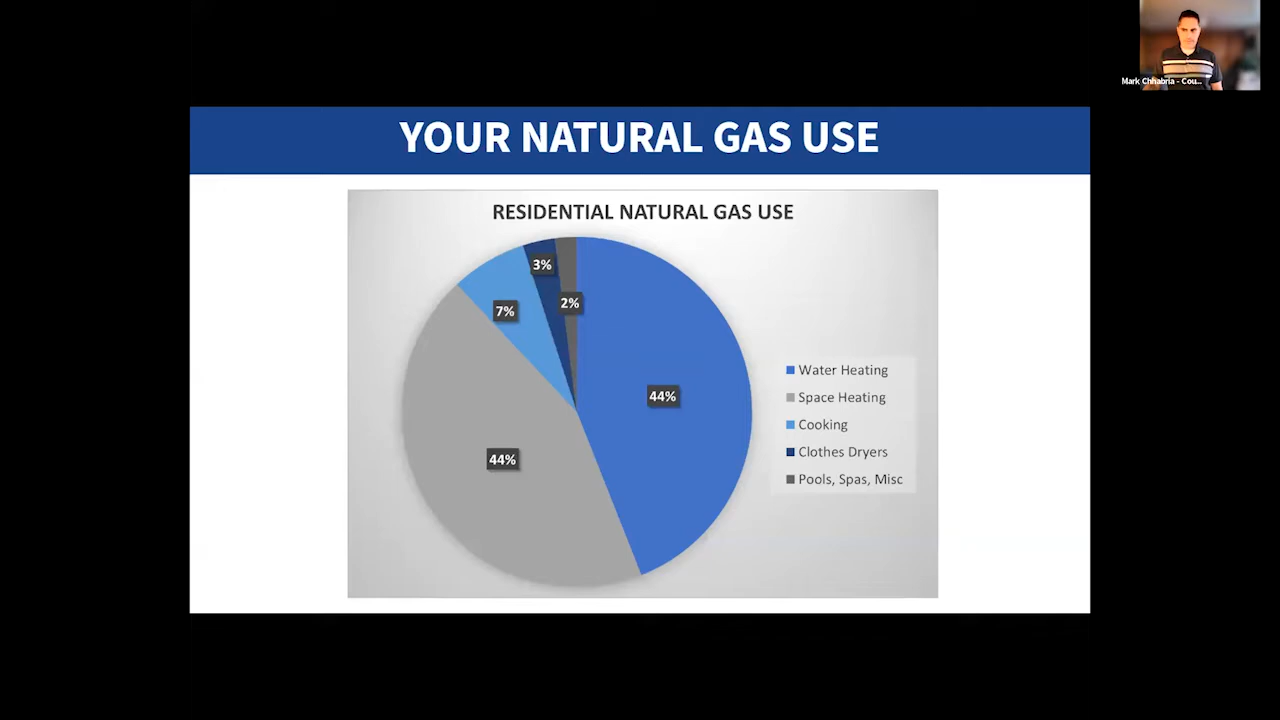 Mark Chhabria - Cou...
YOUR NATURAL GAS USE
RESIDENTIAL NATURAL GAS USE
3%
2%
7%
44%
44%
Water Heating
Space Heating
Cooking
Clothes Dryers
Pools, Spas, Misc